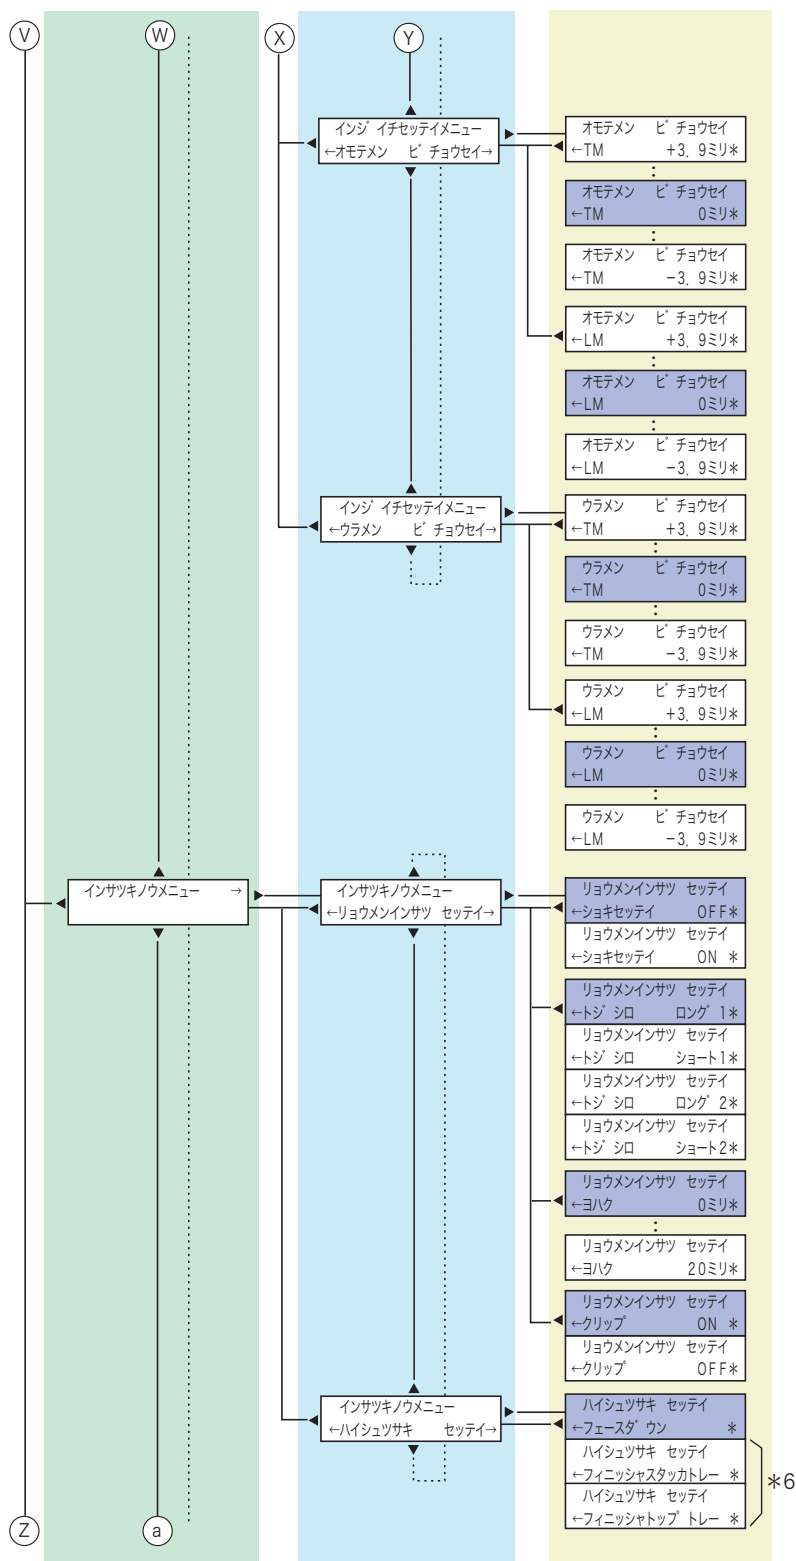 V
W
X
Y
インジ゛イチセッテイメニュー
←オモテメン ビ゛チョウセイ→
オモテメン ビ゛チョウセイ
←TM +3. 9ミリ*
オモテメン ビ゛チョウセイ
←TM 0ミリ*
オモテメン ビ゛チョウセイ
←TM −3. 9ミリ*
オモテメン ビ゛チョウセイ
←LM +3. 9ミリ*
オモテメン ビ゛チョウセイ
←LM 0ミリ*
オモテメン ビ゛チョウセイ
←LM −3. 9ミリ*
インジ゛イチセッテイメニュー
←ウラメン ビ゛チョウセイ→
ウラメン ビ゛チョウセイ
←TM +3. 9ミリ*
ウラメン ビ゛チョウセイ
←TM 0ミリ*
ウラメン ビ゛チョウセイ
←TM −3. 9ミリ*
ウラメン ビ゛チョウセイ
←LM +3. 9ミリ*
ウラメン ビ゛チョウセイ
←LM 0ミリ*
ウラメン ビ゛チョウセイ
←LM −3. 9ミリ*
インサツキノウメニュー →
インサツキノウメニュー
←リョウメンインサツ セッテイ→
リョウメンインサツ セッテイ
←ショキセッテイ OFF*
リョウメンインサツ セッテイ
←ショキセッテイ ON *
リョウメンインサツ セッテイ
←トジ゛シロ ロング゛1*
リョウメンインサツ セッテイ
←トジ゛シロ ショート1*
リョウメンインサツ セッテイ
←トジ゛シロ ロング゛2*
リョウメンインサツ セッテイ
←トジ゛シロ ショート2*
リョウメンインサツ セッテイ
←ヨハク 0ミリ*
リョウメンインサツ セッテイ
←ヨハク 20ミリ*
リョウメンインサツ セッテイ
←クリップ゜ ON *
リョウメンインサツ セッテイ
←クリップ゜ OFF*
インサツキノウメニュー
←ハイシュツサキ セッテイ→
ハイシュツサキ セッテイ
←フェースダ゛ウン *
ハイシュツサキ セッテイ
←フィニッシャスタッカトレー *
ハイシュツサキ セッテイ
←フィニッシャトップ゜トレー *
*6
Z
a